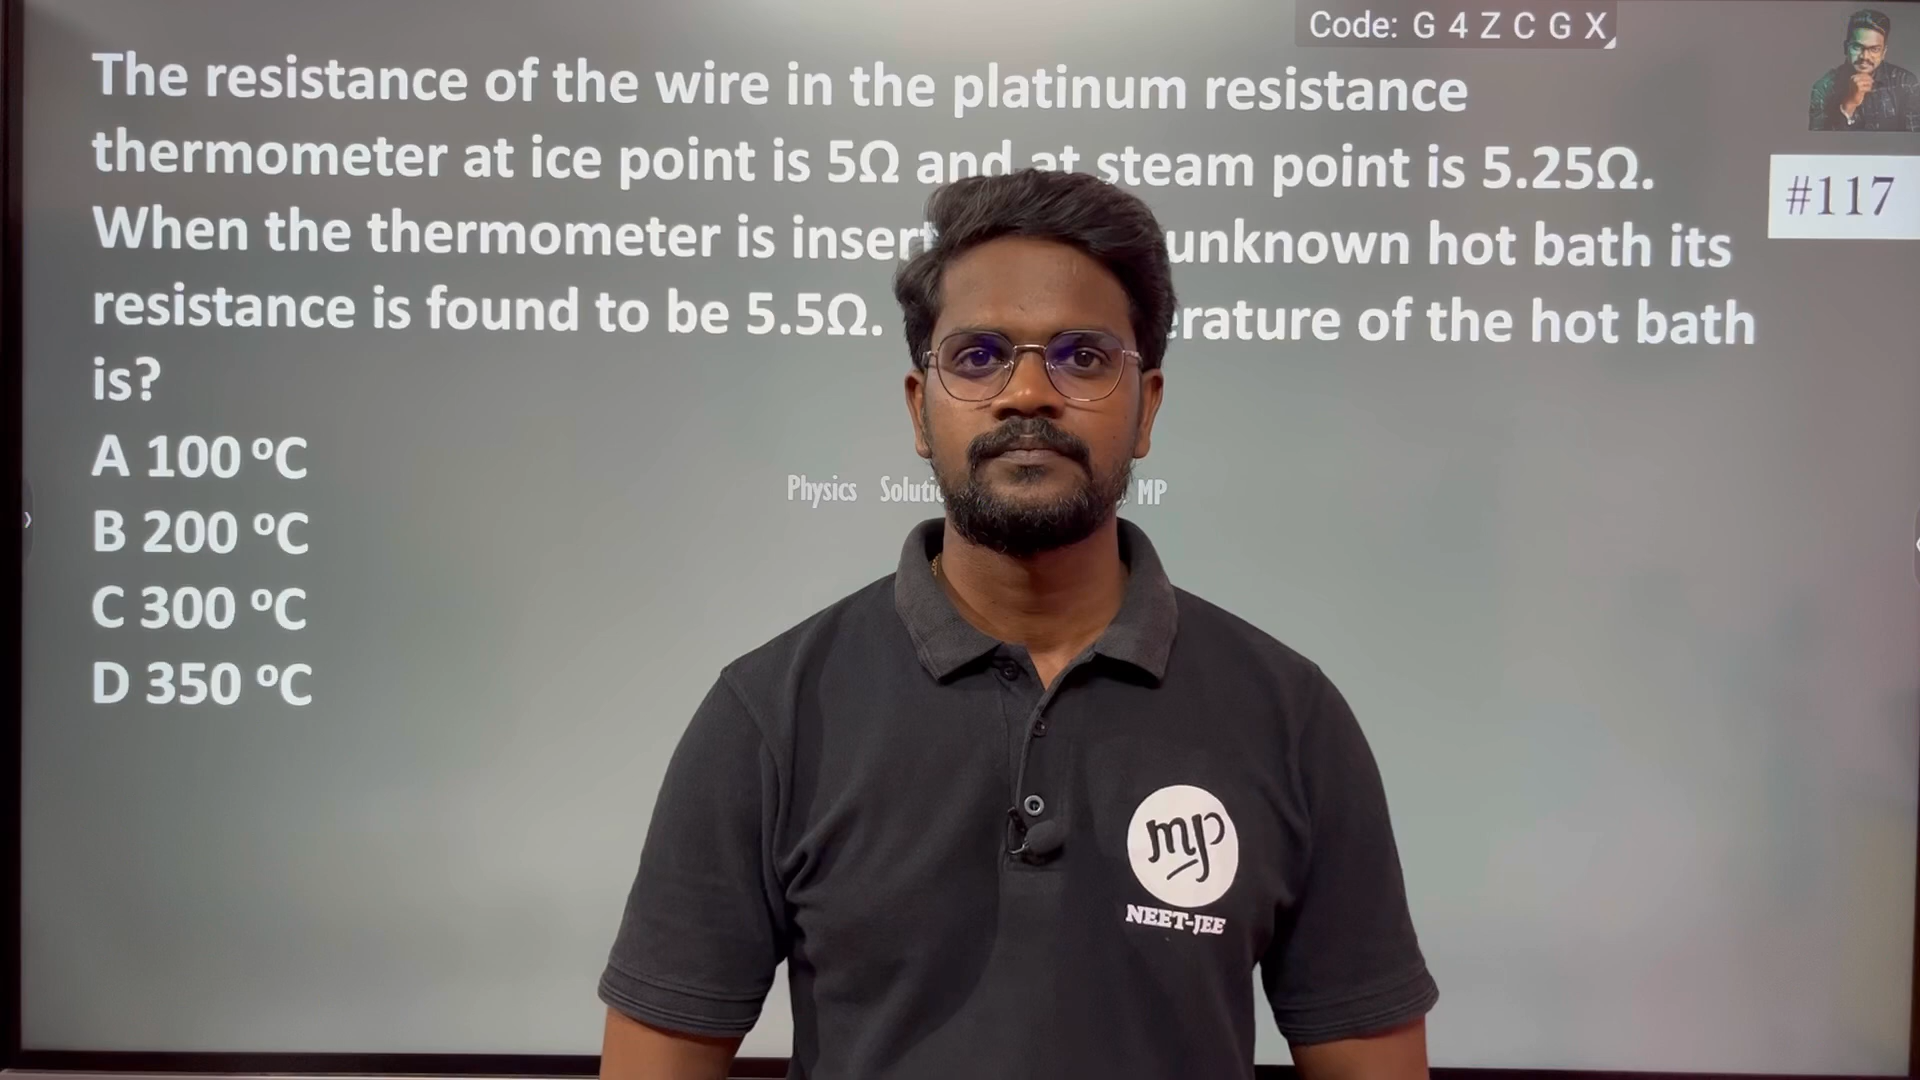 Code: G 4 Z C G X
The resistance of the wire in the platinum resistance
thermometer at ice point is 5Ω and at steam point is 5.25Ω.
#117
When the thermometer is unknown hot bath its
resistance is found to be 5.5Ω. of the hot bath
is?
A 100 ºC
B 200 ºC
C 300 ºC
D 350 ºC
Physics MP
mp
NEET-JEE